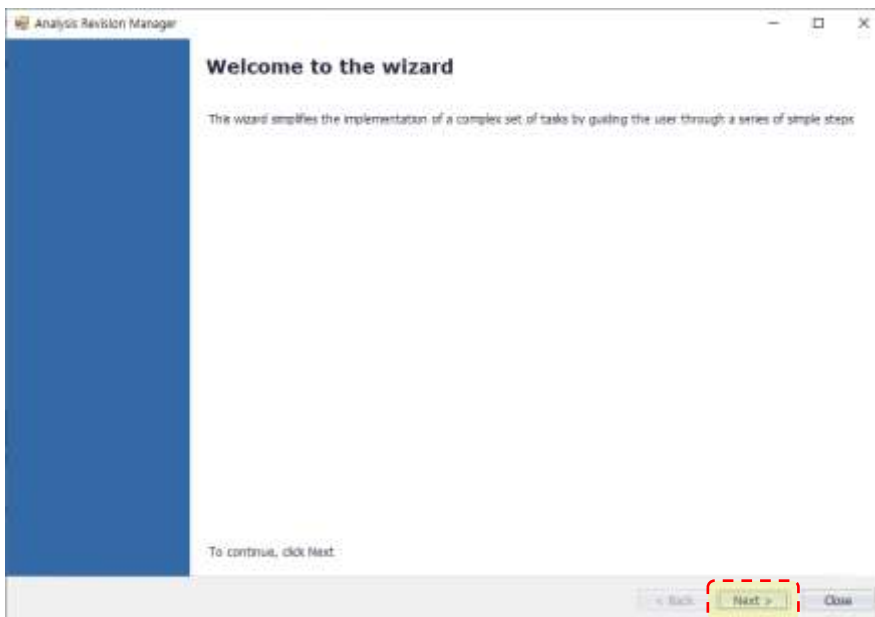 Analysis Revision Manager
Welcome to the wizard
This wizard simplifies the implementation of a complex set of tasks by guiding the user through a series of simple steps
To continue, click Next
< Back Next > Close